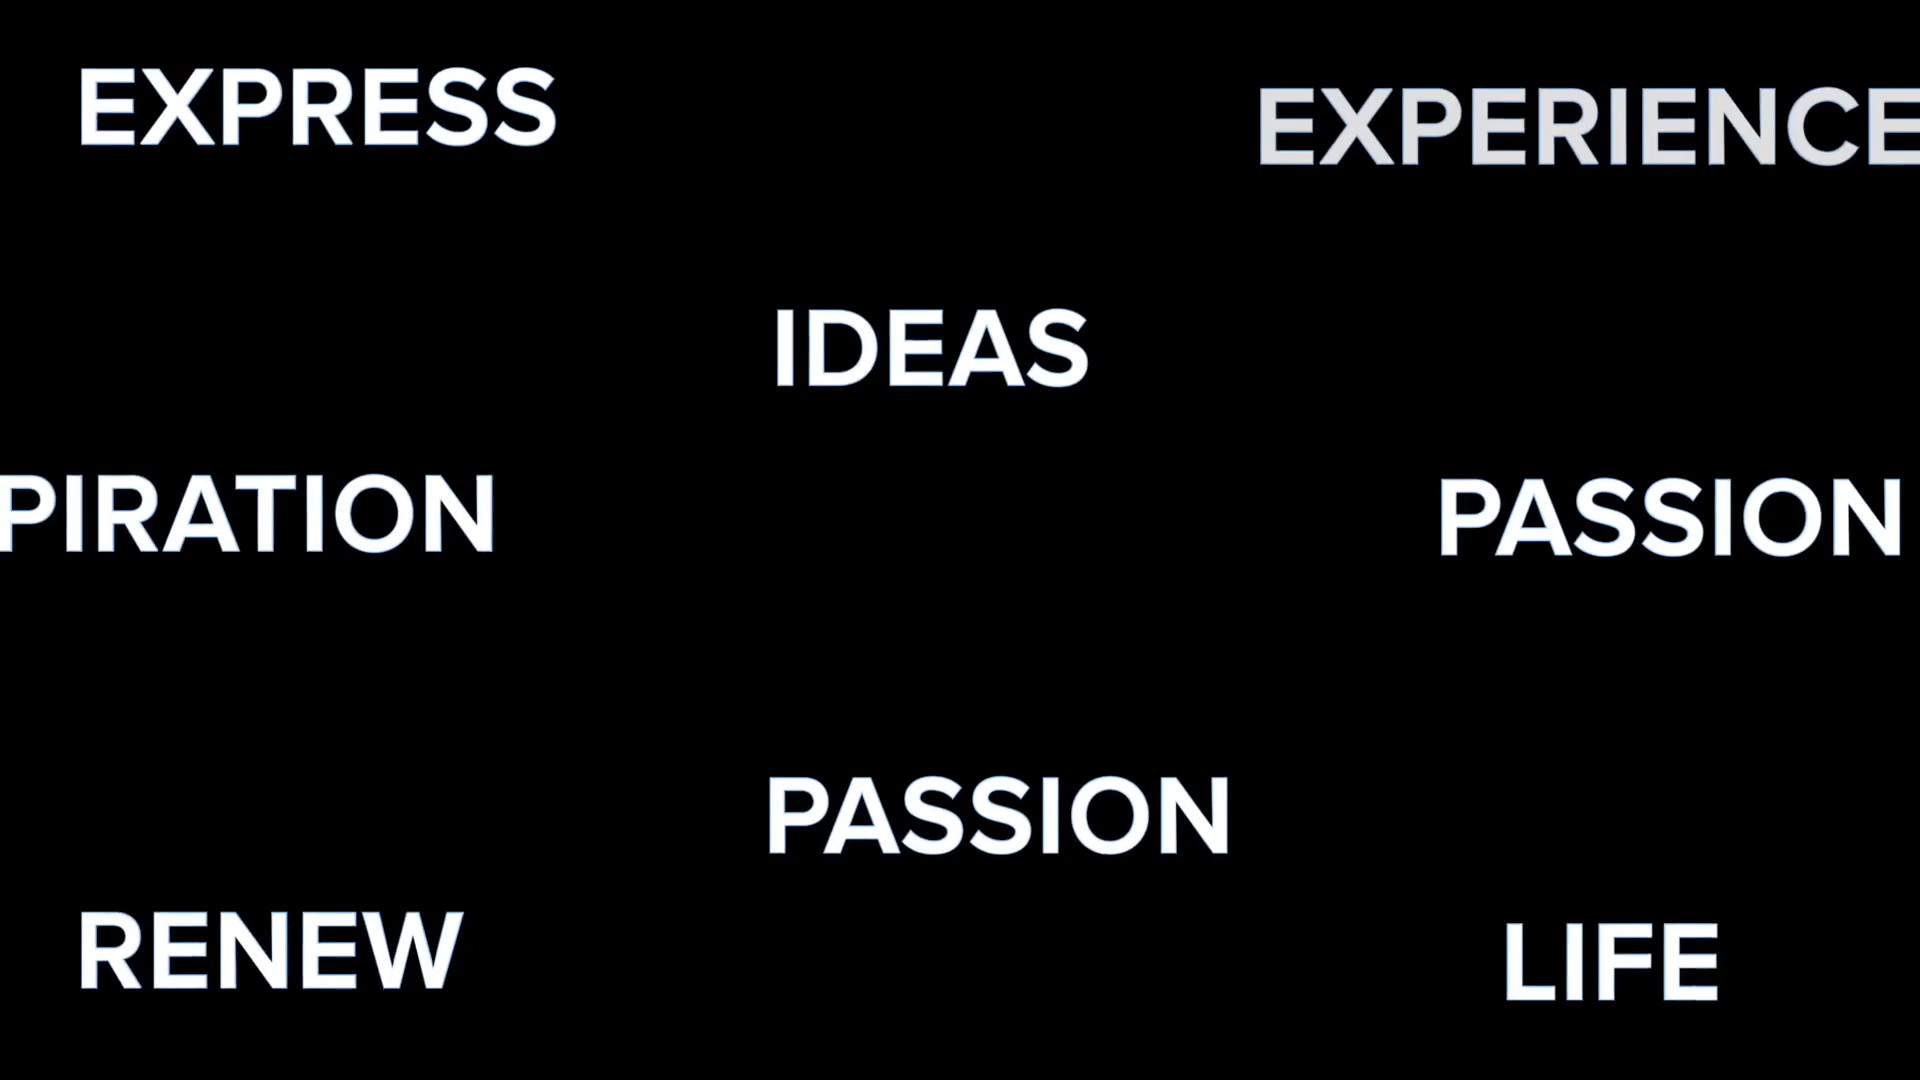 EXPRESS
EXPERIENCE
IDEAS
PIRATION
PASSION
PASSION
RENEW
LIFE